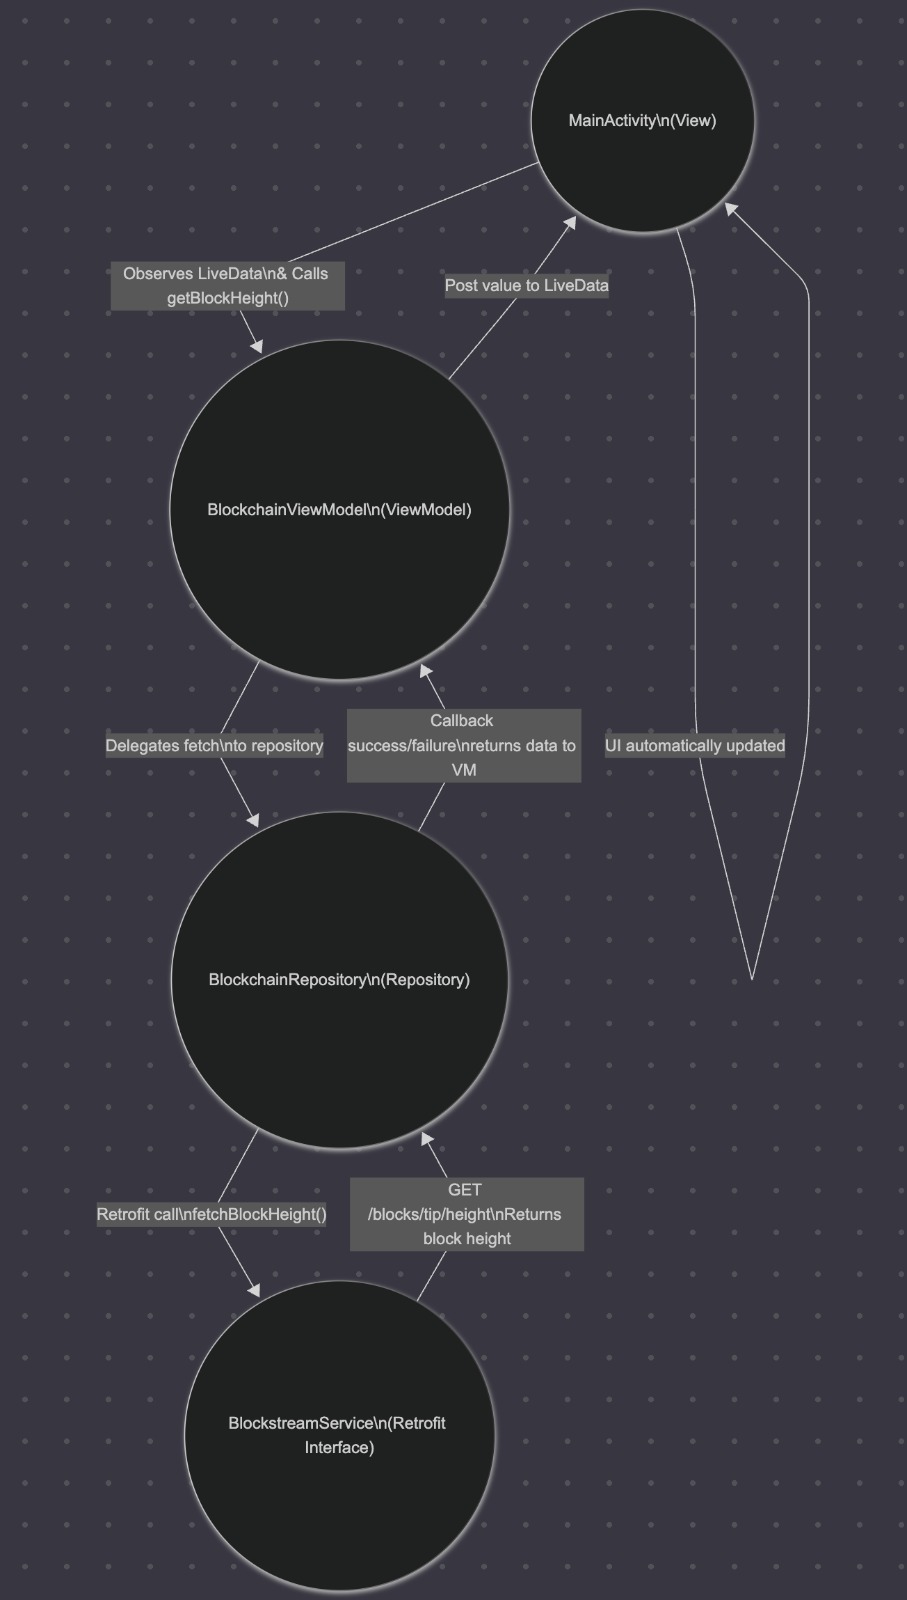 MainActivity\n(View)
Observes LiveData\n& Calls
getBlockHeight()
Post value to LiveData
BlockchainViewModel\n(ViewModel)
Delegates fetch\nto repository
Callback
success/failure\nreturns data to
VM
UI automatically updated
BlockchainRepository\n(Repository)
Retrofit call\nfetchBlockHeight()
GET
/blocks/tip/height\nReturns
block height
BlockstreamService\n(Retrofit
Interface)